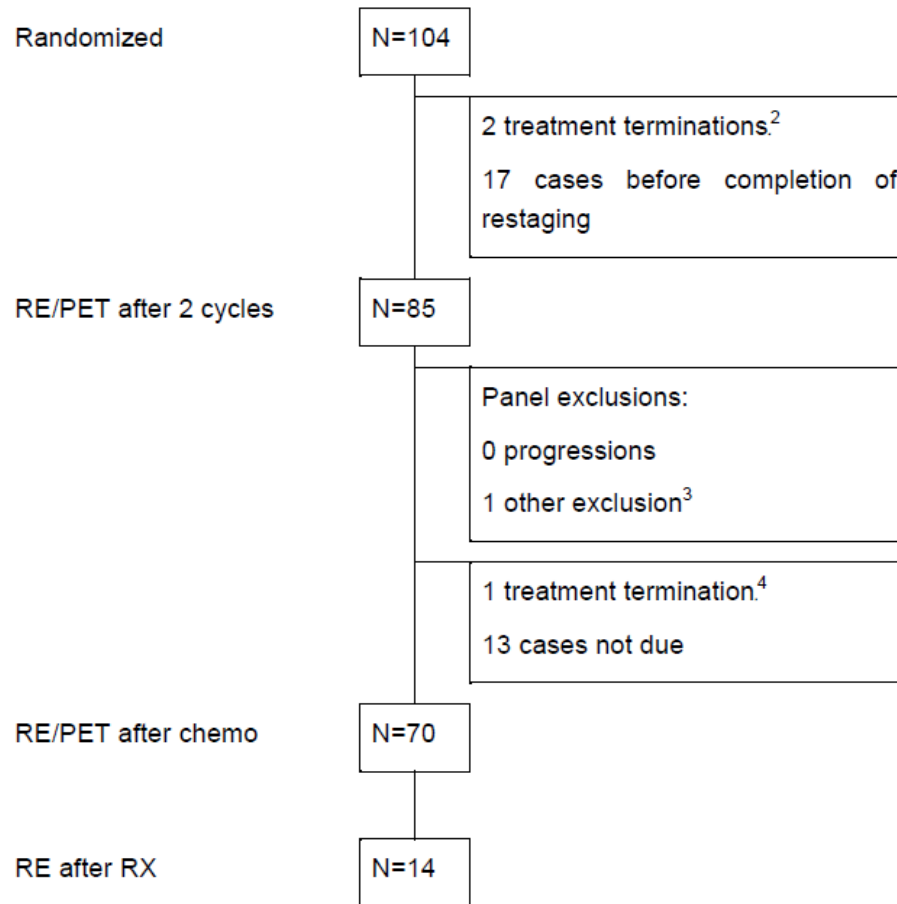 Randomized
N=104
2 treatment terminations.²
17 cases before completion of
restaging
RE/PET after 2 cycles
N=85
Panel exclusions:
0 progressions
1 other exclusion³
1 treatment termination.⁴
13 cases not due
RE/PET after chemo
N=70
RE after RX
N=14